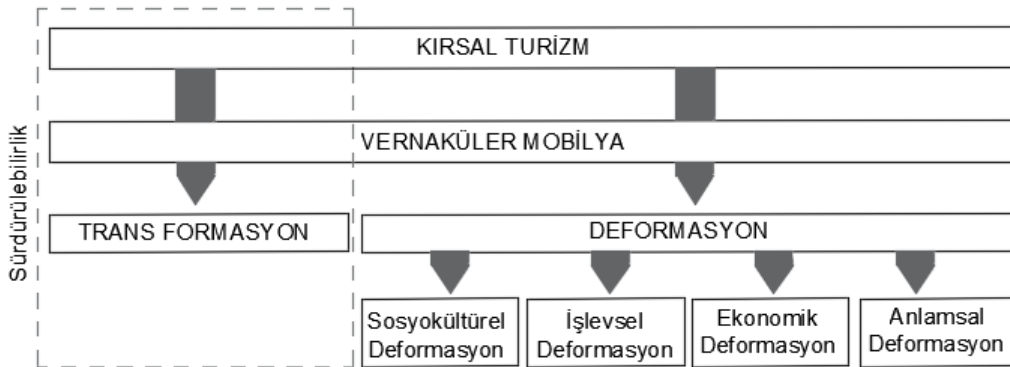 KIRSAL TURİZM
VERNAKÜLER MOBİLYA
Sürdürülebilirlik
TRANS FORMASYON
DEFORMASYON
Sosyokültürel
Deformasyon
İşlevsel
Deformasyon
Ekonomik
Deformasyon
Anlamsal
Deformasyon